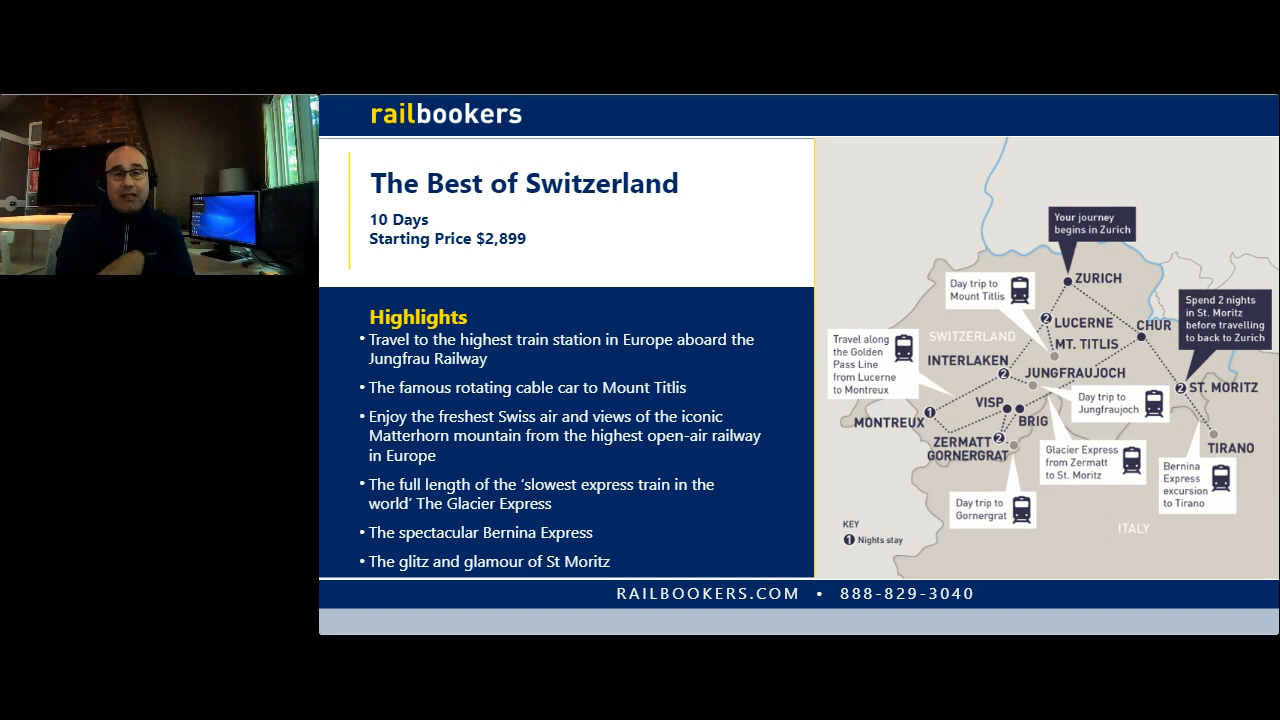 railbookers
The Best of Switzerland
10 Days
Starting Price $2,899
Highlights
• Travel to the highest train station in Europe aboard the
Jungfrau Railway
• The famous rotating cable car to Mount Titlis
• Enjoy the freshest Swiss air and views of the iconic
Matterhorn mountain from the highest open-air railway
in Europe
• The full length of the ‘slowest express train in the
world’ The Glacier Express
• The spectacular Bernina Express
• The glitz and glamour of St Moritz
Your journey
begins in Zurich
ZURICH
Day trip to
Mount Titlis
Spend 2 nights
in St. Moritz
before travelling
to back to Zurich
2 LUCERNE
CHUR
SWITZERLAND
MT. TITLIS
Travel along
the Golden
Pass Line
from Lucerne
to Montreux
INTERLAKEN
2
JUNGFRAUJOCH
2 ST. MORITZ
Day trip to
Jungfraujoch
VISP
BRIG
MONTREUX 1
ZERMATT 2
GORNERGRAT
TIRANO
Glacier Express
from Zermatt
to St. Moritz
Bernina
Express
excursion
to Tirano
Day trip to
Gornergrat
ITALY
KEY
1 Nights stay
RAILBOOKERS.COM • 888-829-3040